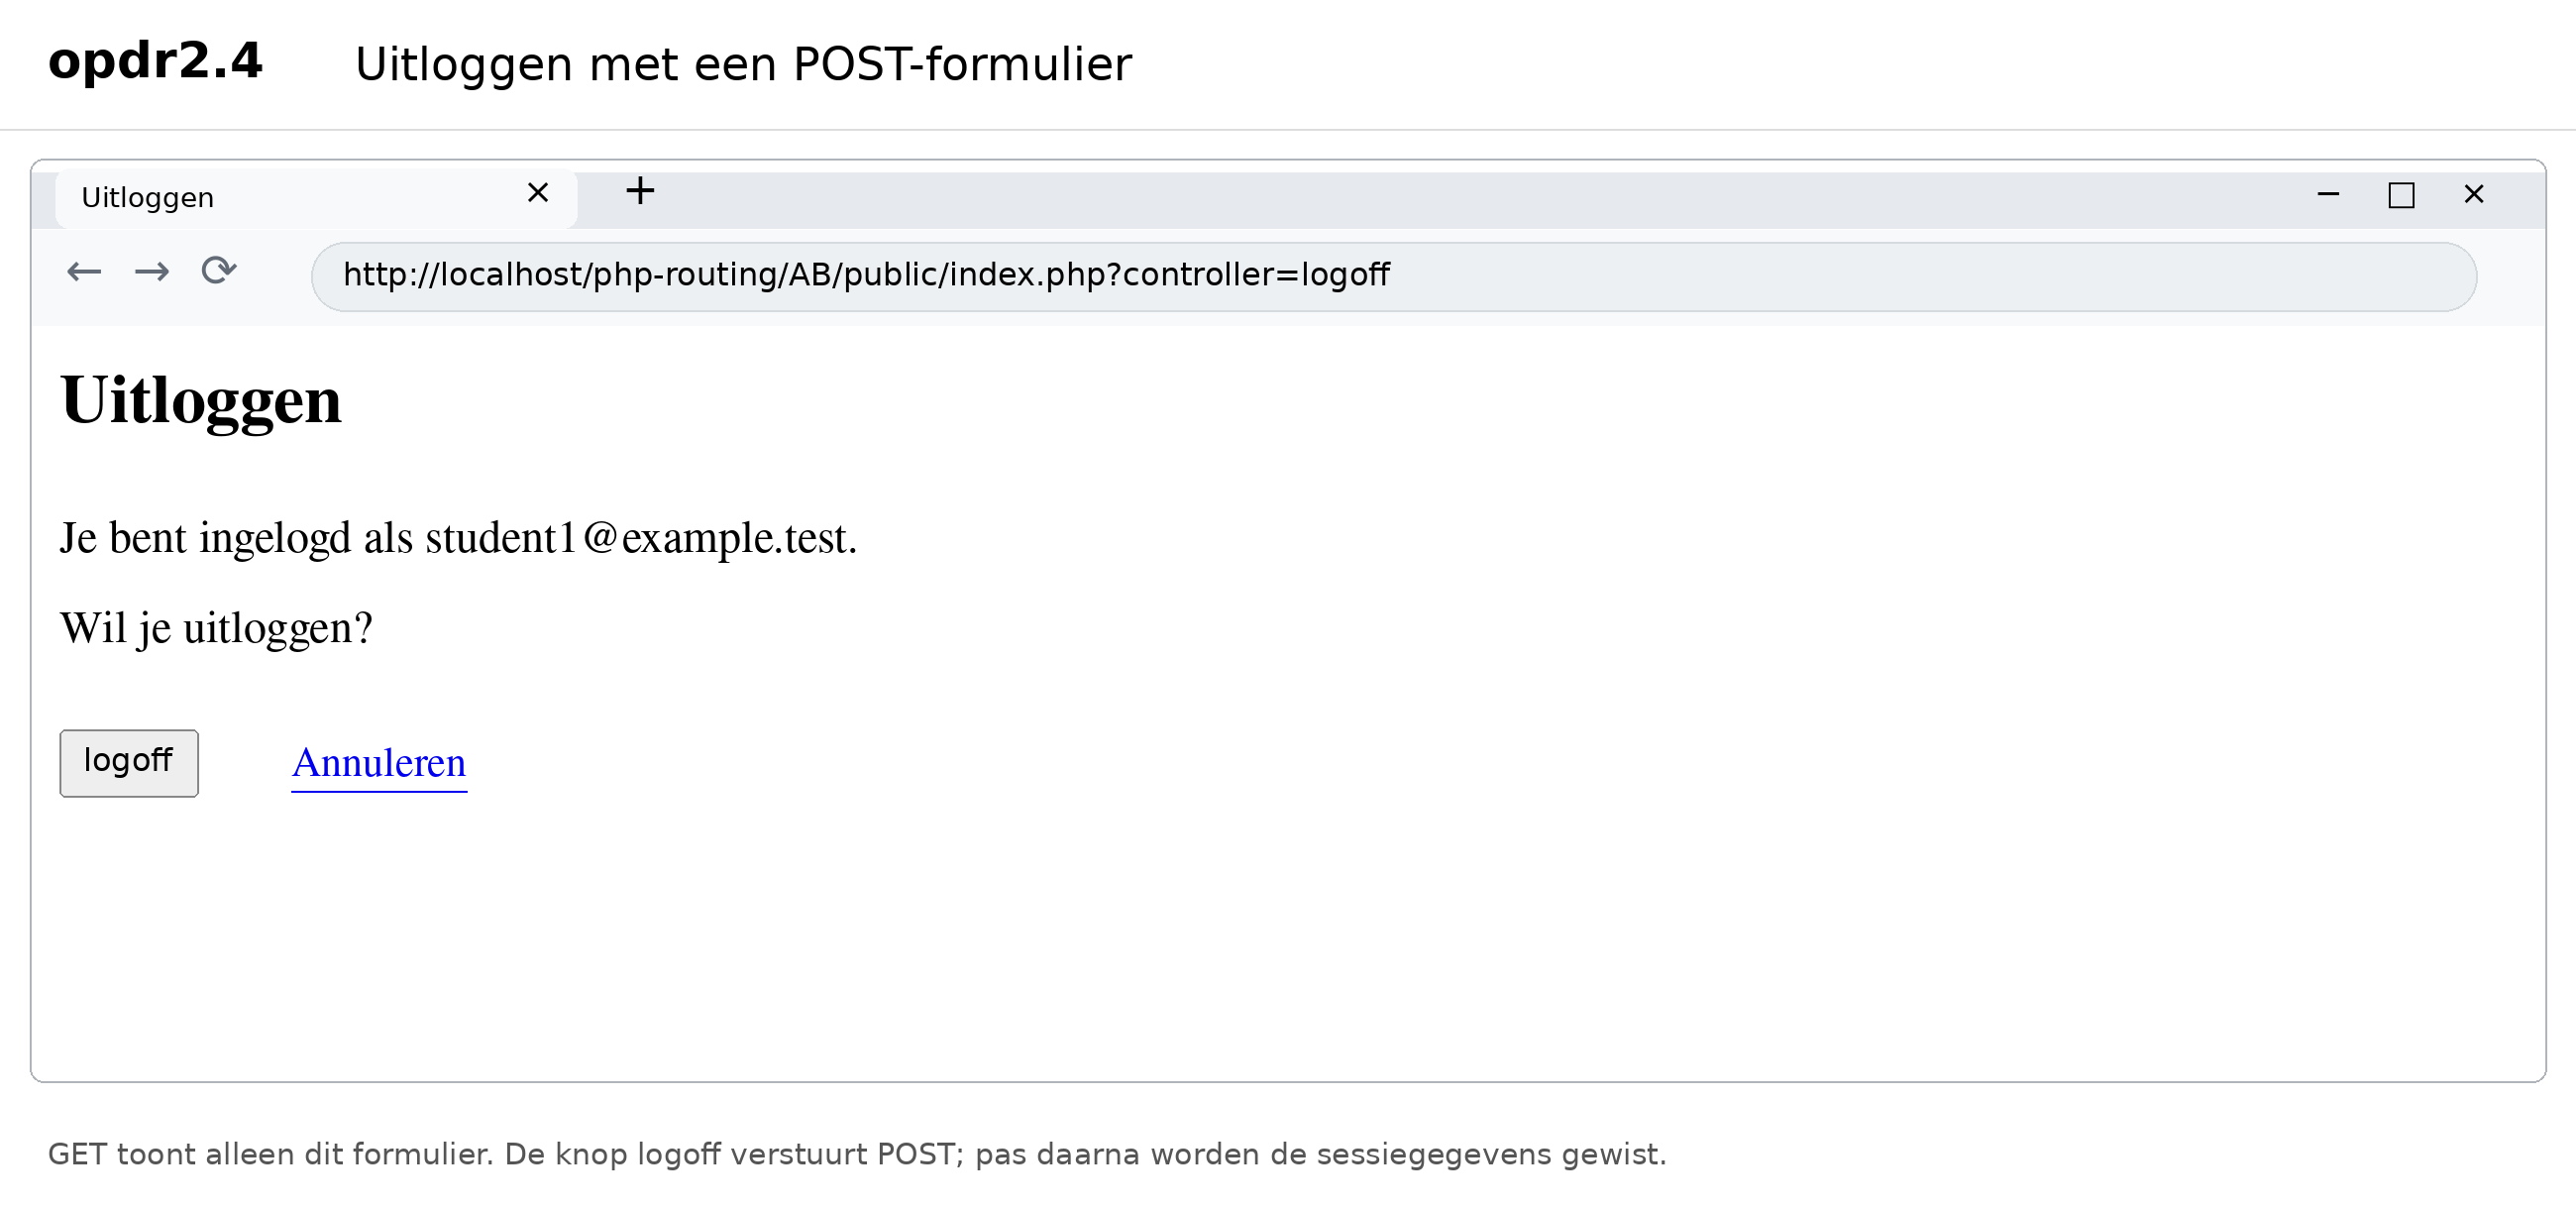 opdr2.4 Uitloggen met een POST-formulier
Uitloggen × + − □ ×
← → ⟳ http://localhost/php-routing/AB/public/index.php?controller=logoff
Uitloggen
Je bent ingelogd als student1@example.test.
Wil je uitloggen?
logoff Annuleren
GET toont alleen dit formulier. De knop logoff verstuurt POST; pas daarna worden de sessiegegevens gewist.